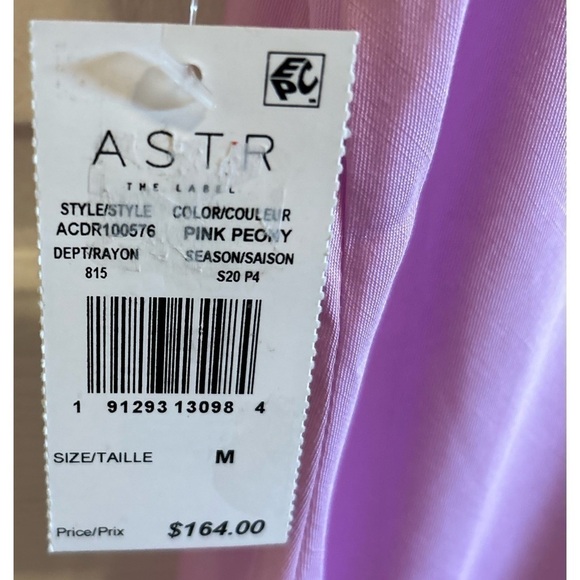 EPC
ASTR
THE LABEL
STYLE/STYLE COLOR/COULEUR
ACDR100576 PINK PEONY
DEPT/RAYON SEASON/SAISON
815 S20 P4
1 91293 13098 4
SIZE/TAILLE M
Price/Prix $164.00